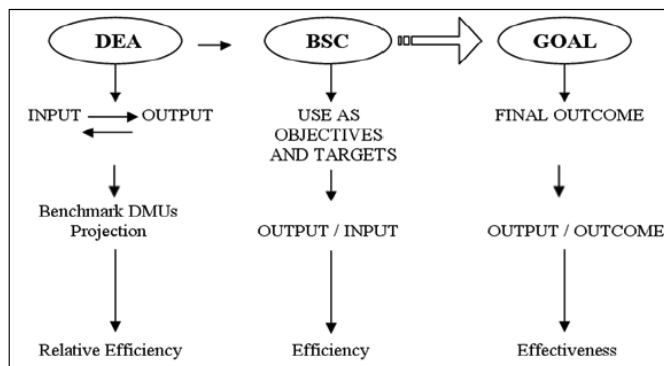 DEA BSC GOAL
INPUT OUTPUT USE AS FINAL OUTCOME
OBJECTIVES
AND TARGETS
Benchmark DMUs
Projection OUTPUT / INPUT OUTPUT / OUTCOME
Relative Efficiency Efficiency Effectiveness